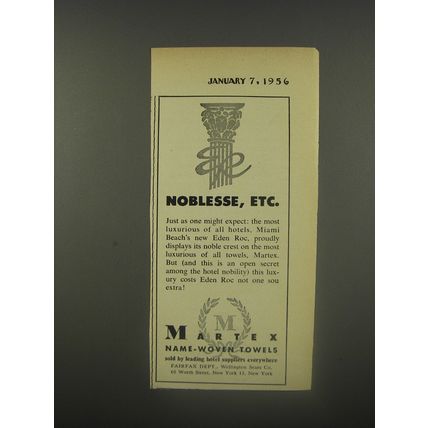 JANUARY 7, 1956
NOBLESSE, ETC.
Just as one might expect: the most
luxurious of all hotels, Miami
Beach's new Eden Roc, proudly
displays its noble crest on the most
luxurious of all towels, Martex.
But (and this is an open secret
among the hotel nobility) this lux-
ury costs Eden Roc not one sou
extra!
M
MARTEX
NAME-WOVEN TOWELS
sold by leading hotel suppliers everywhere
FAIRFAX DEPT., Wellington Sears Co.
65 Worth Street, New York 13, New York